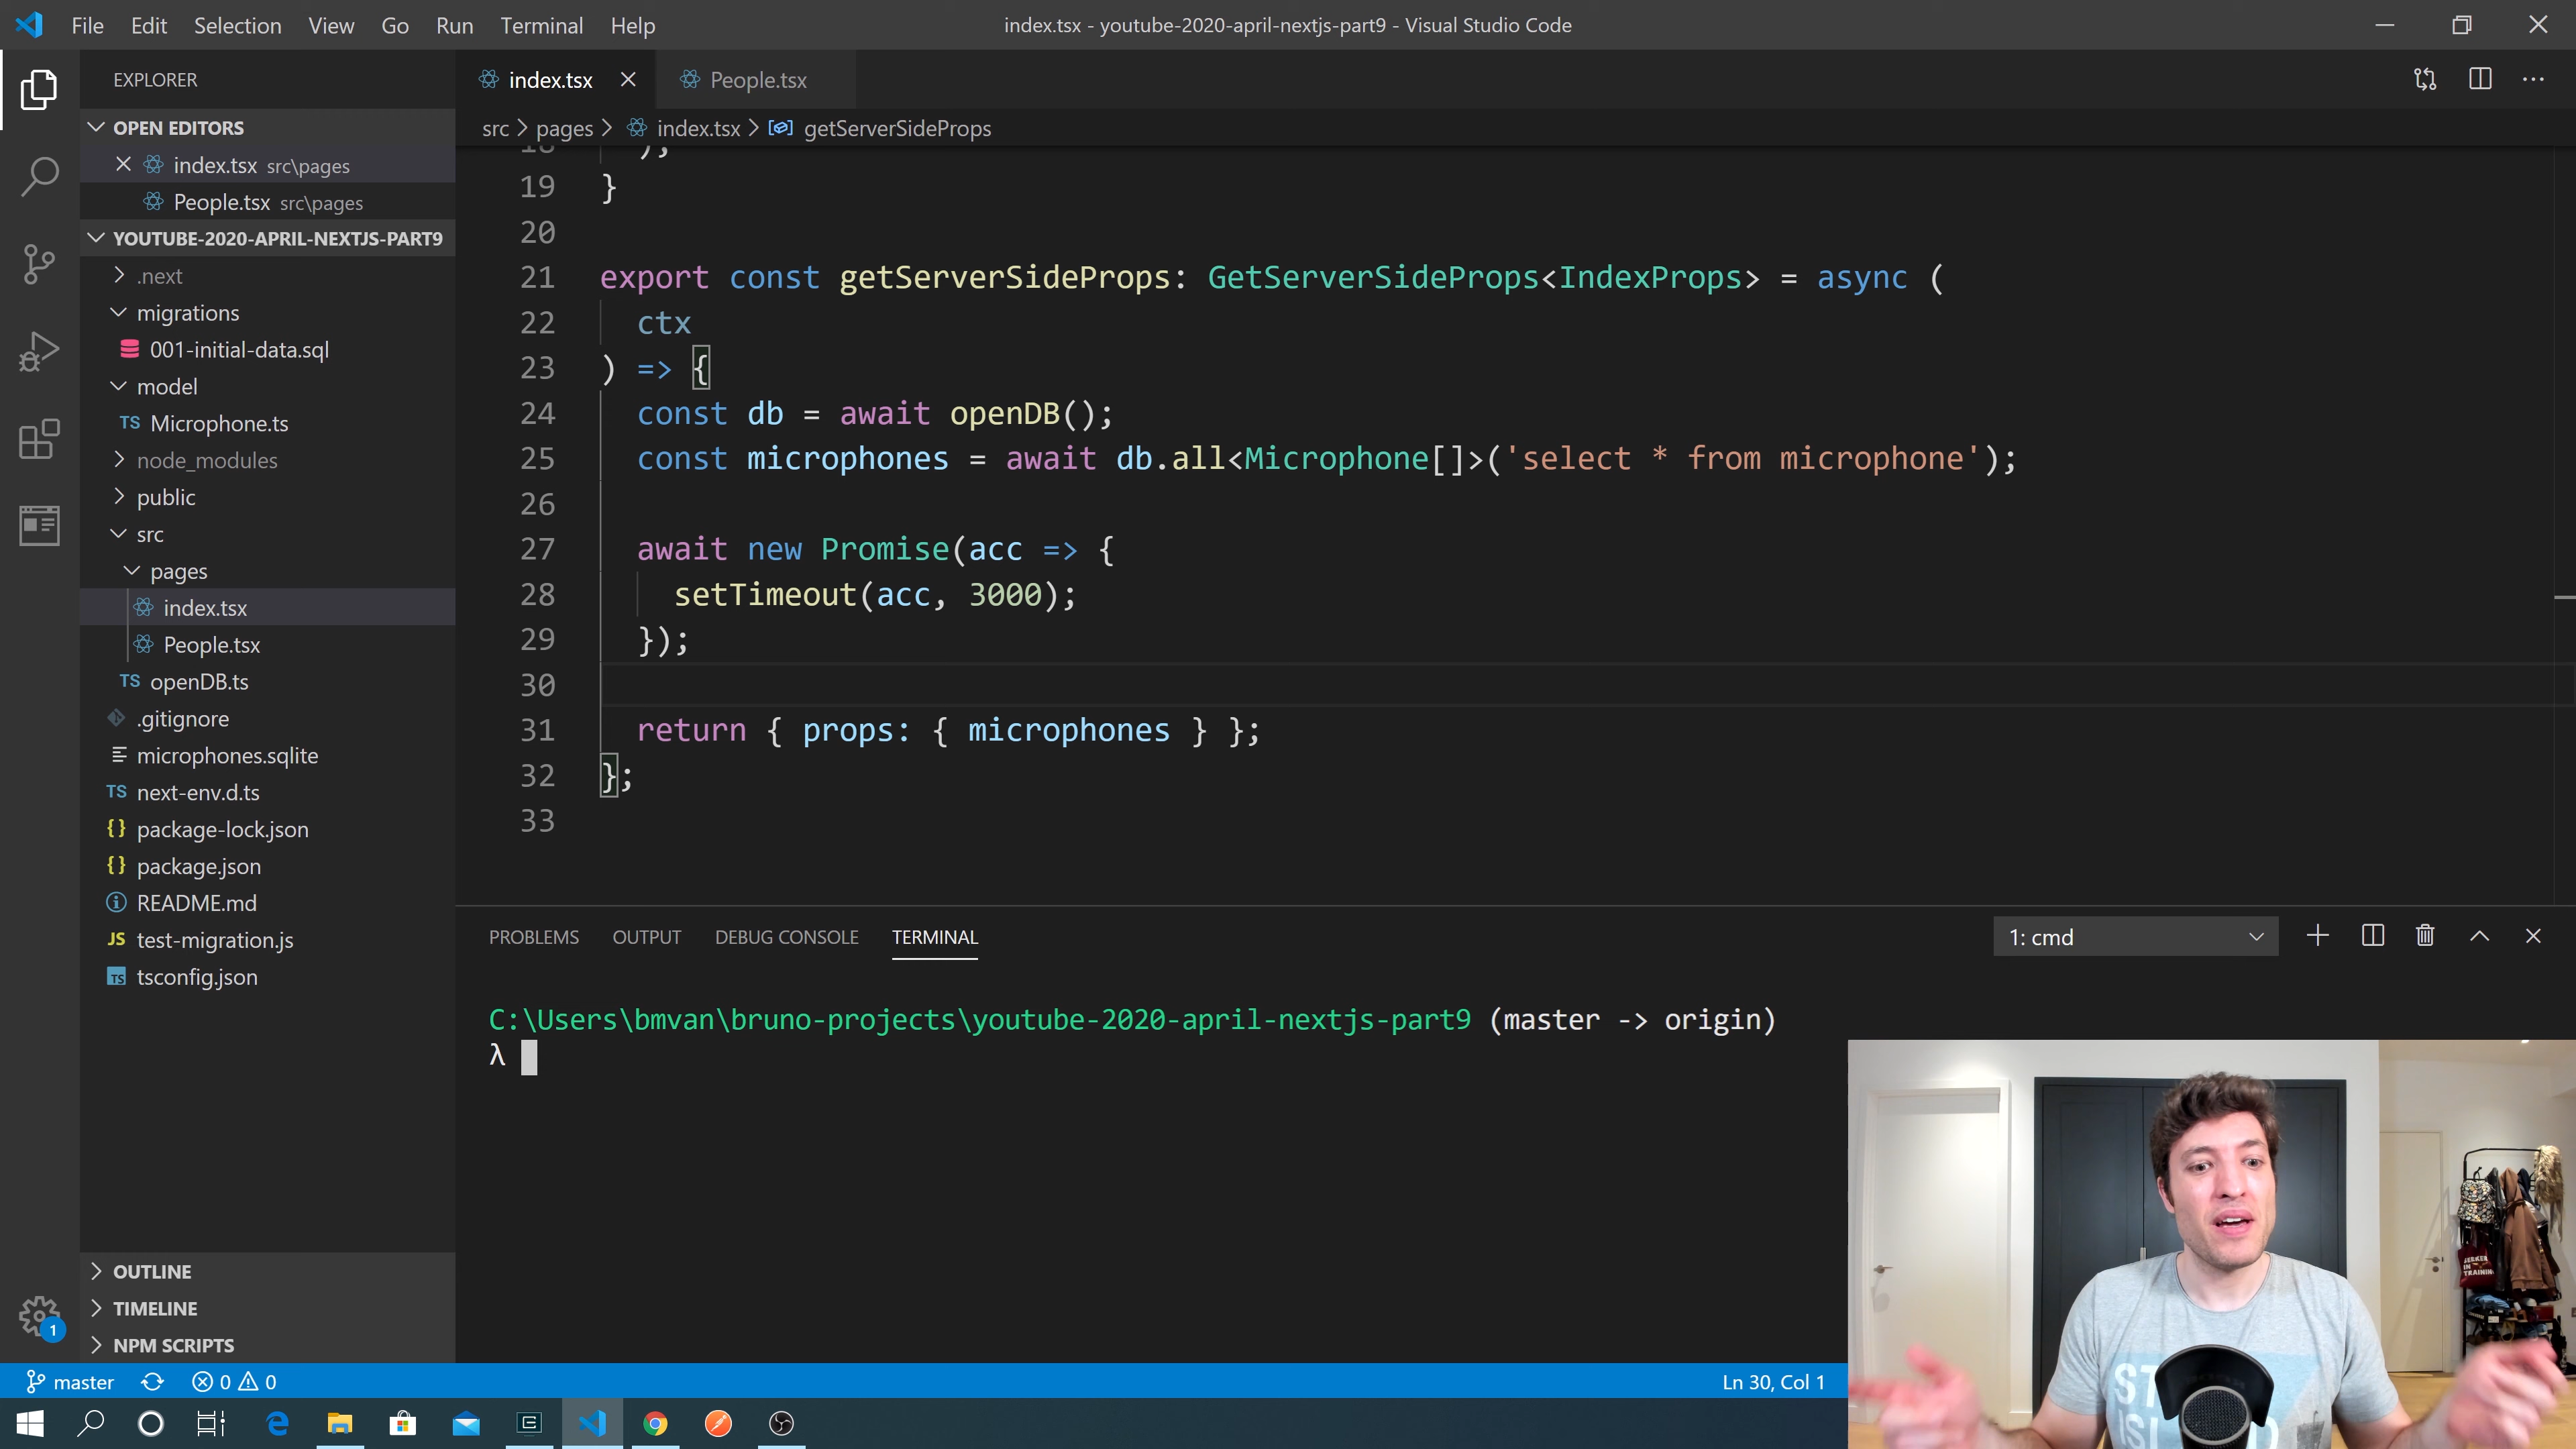 File Edit Selection View Go Run Terminal Help
index.tsx - youtube-2020-april-nextjs-part9 - Visual Studio Code
EXPLORER
OPEN EDITORS
index.tsx src\pages
People.tsx src\pages
YOUTUBE-2020-APRIL-NEXTJS-PART9
.next
migrations
001-initial-data.sql
model
TS Microphone.ts
node_modules
public
src
pages
index.tsx
People.tsx
TS openDB.ts
.gitignore
microphones.sqlite
TS next-env.d.ts
{} package-lock.json
{} package.json
README.md
JS test-migration.js
TS tsconfig.json
OUTLINE
TIMELINE
NPM SCRIPTS
1
index.tsx People.tsx
src > pages > index.tsx > getServerSideProps
18 );
19 }
20
21 export const getServerSideProps: GetServerSideProps<IndexProps> = async (
22 ctx
23 ) => {
24 const db = await openDB();
25 const microphones = await db.all<Microphone[]>('select * from microphone');
26
27 await new Promise(acc => {
28 setTimeout(acc, 3000);
29 });
30
31 return { props: { microphones } };
32 };
33
PROBLEMS OUTPUT DEBUG CONSOLE TERMINAL
1: cmd
C:\Users\bmvan\bruno-projects\youtube-2020-april-nextjs-part9 (master -> origin)
λ
master 0 0
Ln 30, Col 1
IN TRAINING